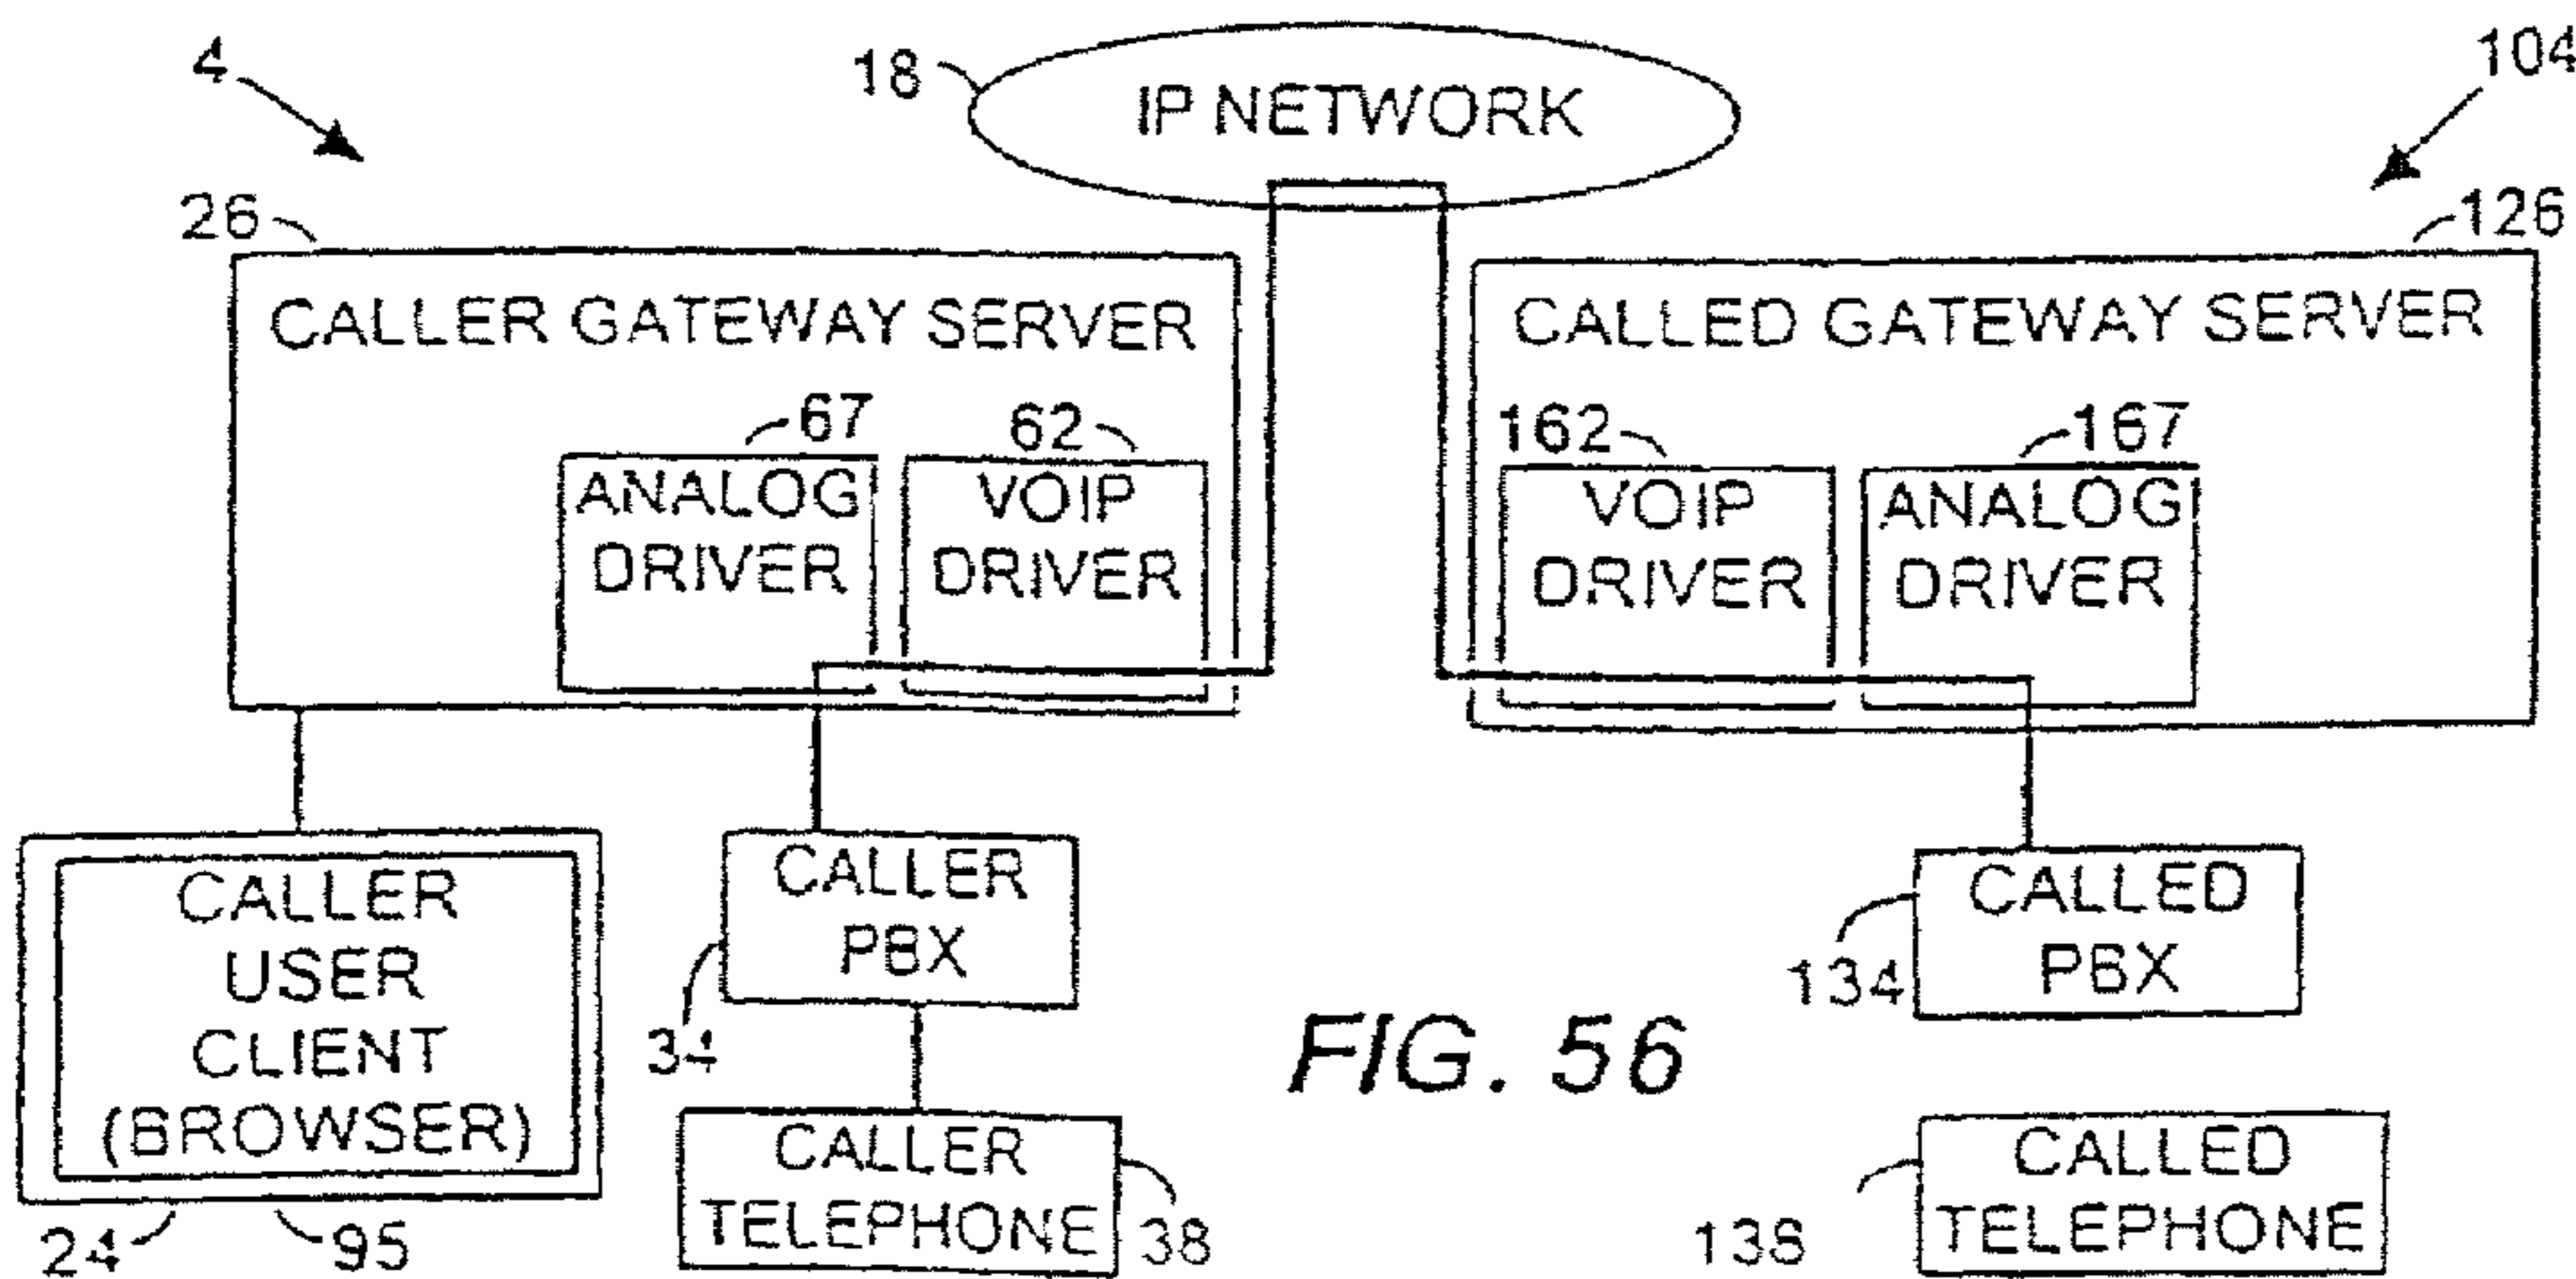 4
18
IP NETWORK
104
26
126
CALLER GATEWAY SERVER
CALLED GATEWAY SERVER
67
62
162
167
ANALOG
DRIVER
VOIP
DRIVER
VOIP
DRIVER
ANALOG
DRIVER
CALLER
USER
CLIENT
(BROWSER)
CALLER
PBX
34
CALLED
PBX
134
FIG. 56
24
95
CALLER
TELEPHONE
38
138
CALLED
TELEPHONE